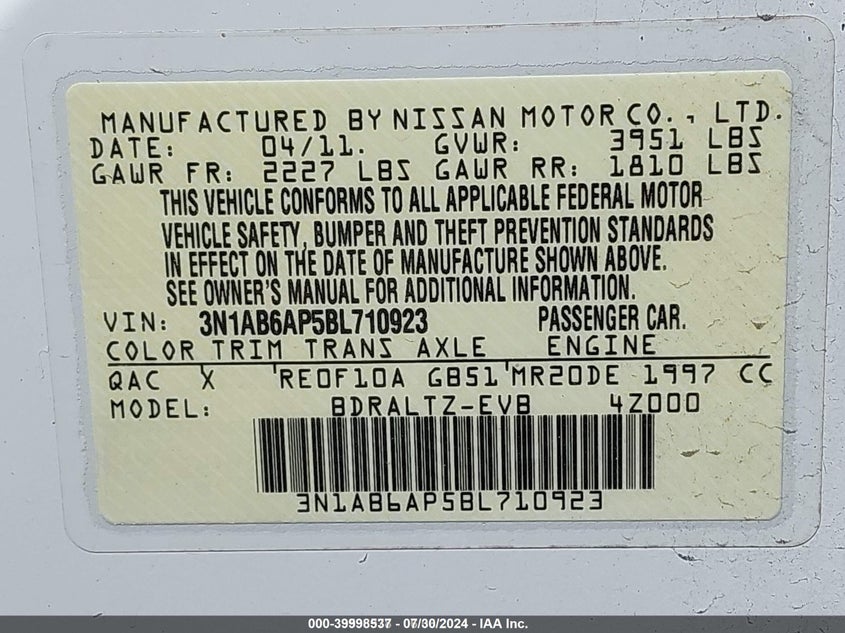 MANUFACTURED BY NISSAN MOTOR CO., LTD.
DATE: 04/11. GVWR: 3951 LBS
GAWR FR: 2227 LBS GAWR RR: 1810 LBS
THIS VEHICLE CONFORMS TO ALL APPLICABLE FEDERAL MOTOR
VEHICLE SAFETY, BUMPER AND THEFT PREVENTION STANDARDS
IN EFFECT ON THE DATE OF MANUFACTURE SHOWN ABOVE.
SEE OWNER'S MANUAL FOR ADDITIONAL INFORMATION.
VIN: 3N1AB6AP5BL710923 PASSENGER CAR.
COLOR TRIM TRANS AXLE ENGINE
QAC X RE0F10A GB51 MR20DE 1997 CC
MODEL: BDRALTZ-EVB 4Z000
3N1AB6AP5BL710923
000-39998537 - 07/30/2024 - IAA Inc.